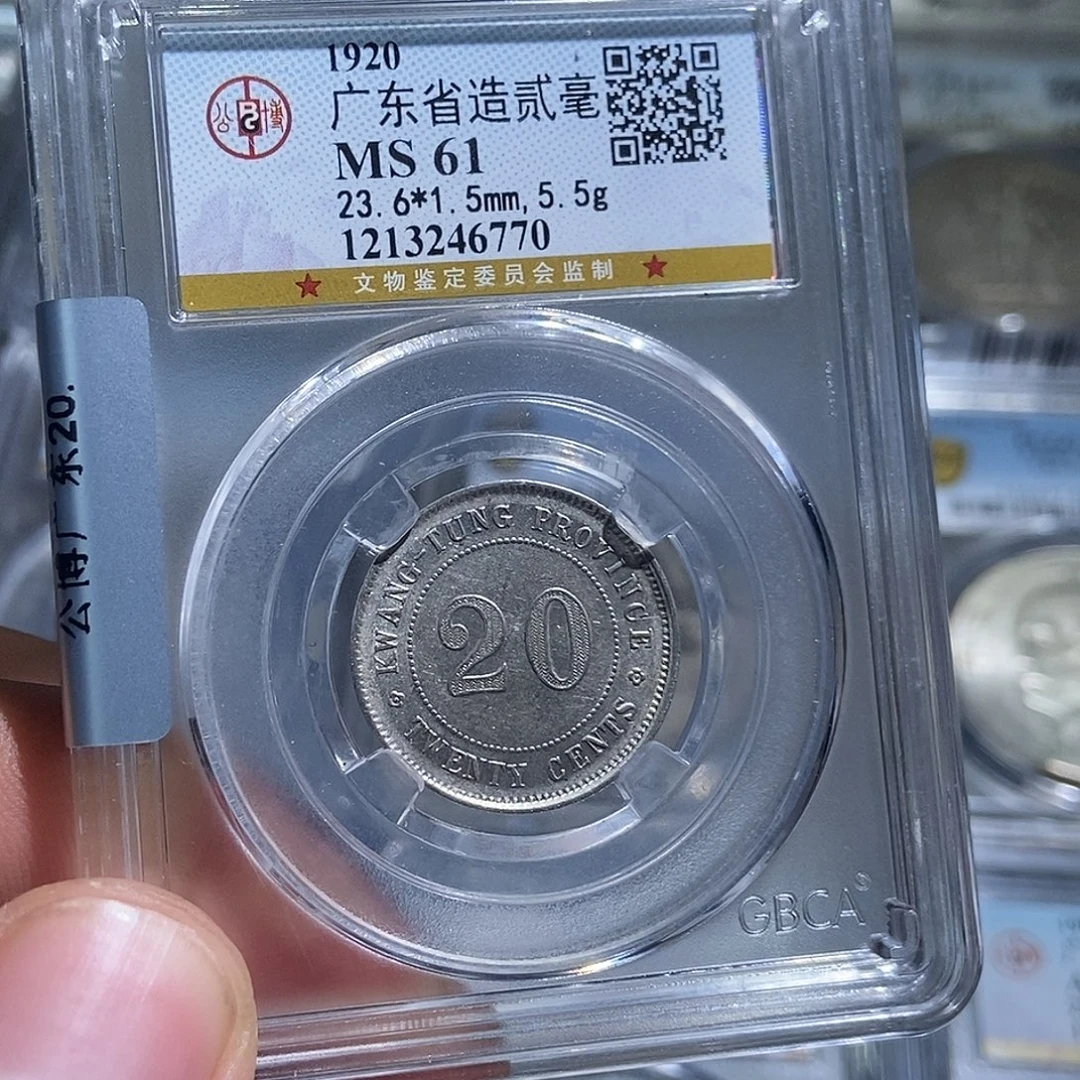 1920
广东省造贰毫
公博
MS 61
23.6*1.5mm,5.5g
1213246770
★ 文物鉴定委员会监制 ★
公博广东20.
KWANG-TUNG PROVINCE
20
TWENTY CENTS
GBCA